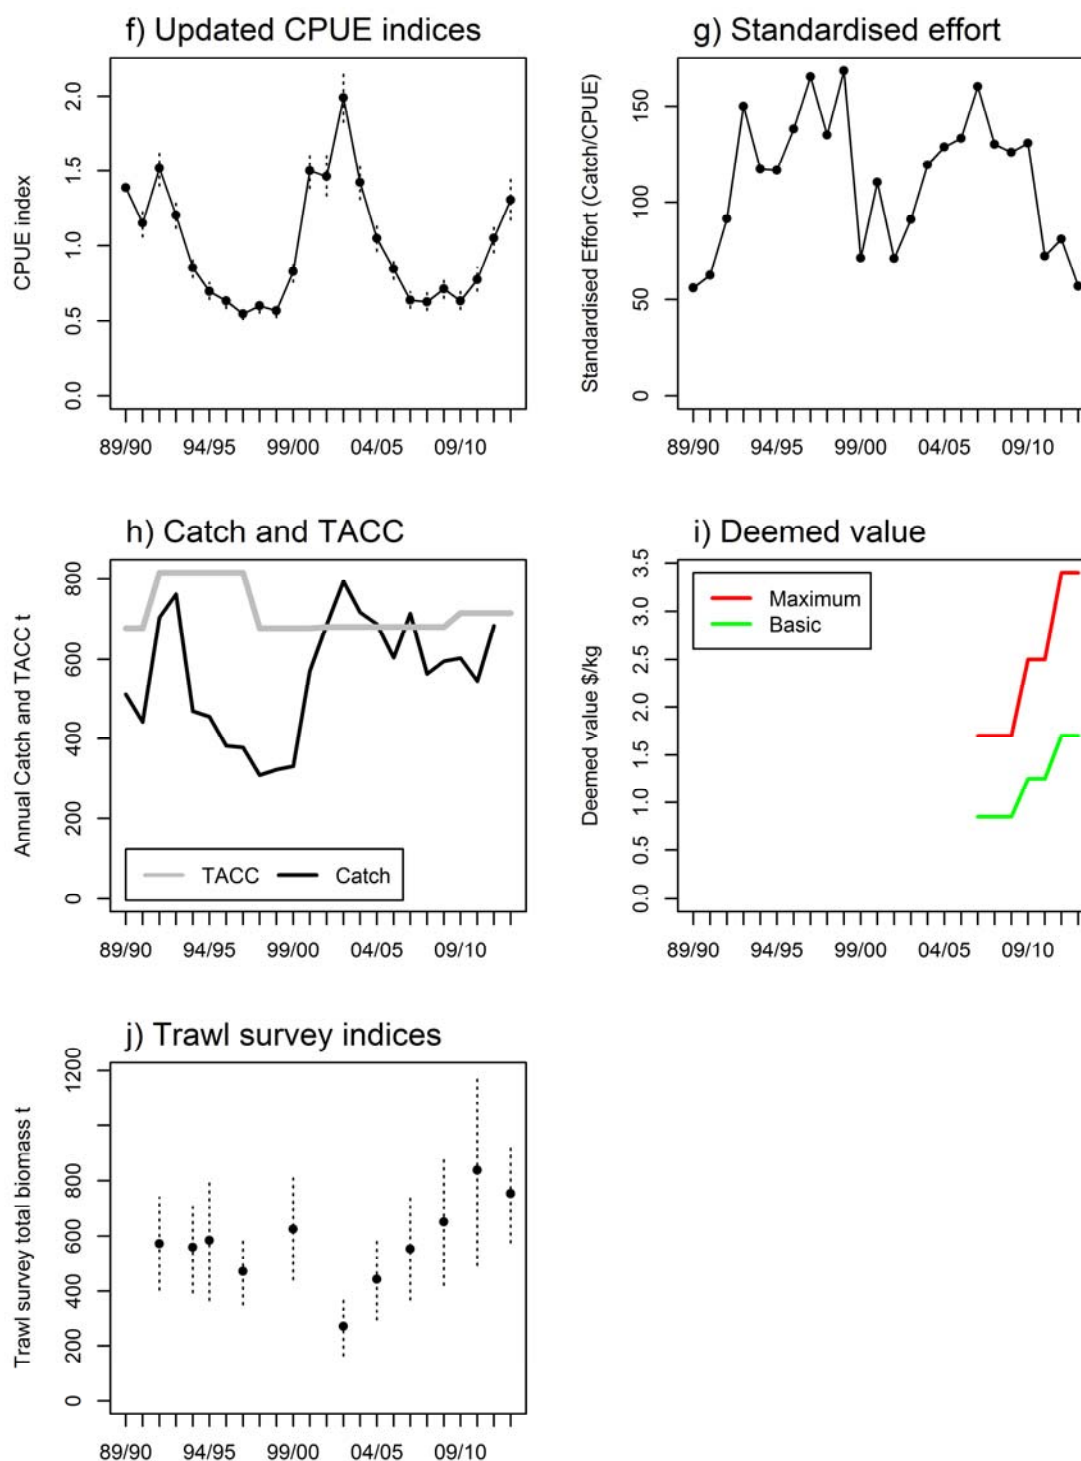 f) Updated CPUE indices
CPUE index
2.0
1.5
1.0
0.5
0.0
89/90 94/95 99/00 04/05 09/10
g) Standardised effort
Standardised Effort (Catch/CPUE)
150
100
50
0
89/90 94/95 99/00 04/05 09/10
h) Catch and TACC
Annual Catch and TACC t
800
600
400
200
0
TACC Catch
89/90 94/95 99/00 04/05 09/10
i) Deemed value
Deemed value $/kg
3.5
3.0
2.5
2.0
1.5
1.0
0.5
0.0
Maximum
Basic
89/90 94/95 99/00 04/05 09/10
j) Trawl survey indices
Trawl survey total biomass t
1200
800
600
400
200
0
89/90 94/95 99/00 04/05 09/10